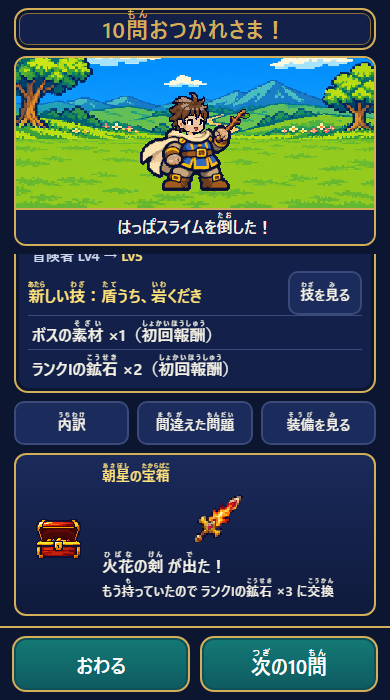 10問おつかれさま！
はっぱスライムを倒した！
冒険者 Lv4 → Lv5
新しい技：盾うち、岩くだき
技を見る
ボスの素材 ×1（初回報酬）
ランクIの鉱石 ×2（初回報酬）
内訳
間違えた問題
装備を見る
朝星の宝箱
火花の剣 が出た！
もう持っていたので ランクIの鉱石 ×3 に交換
おわる
次の10問